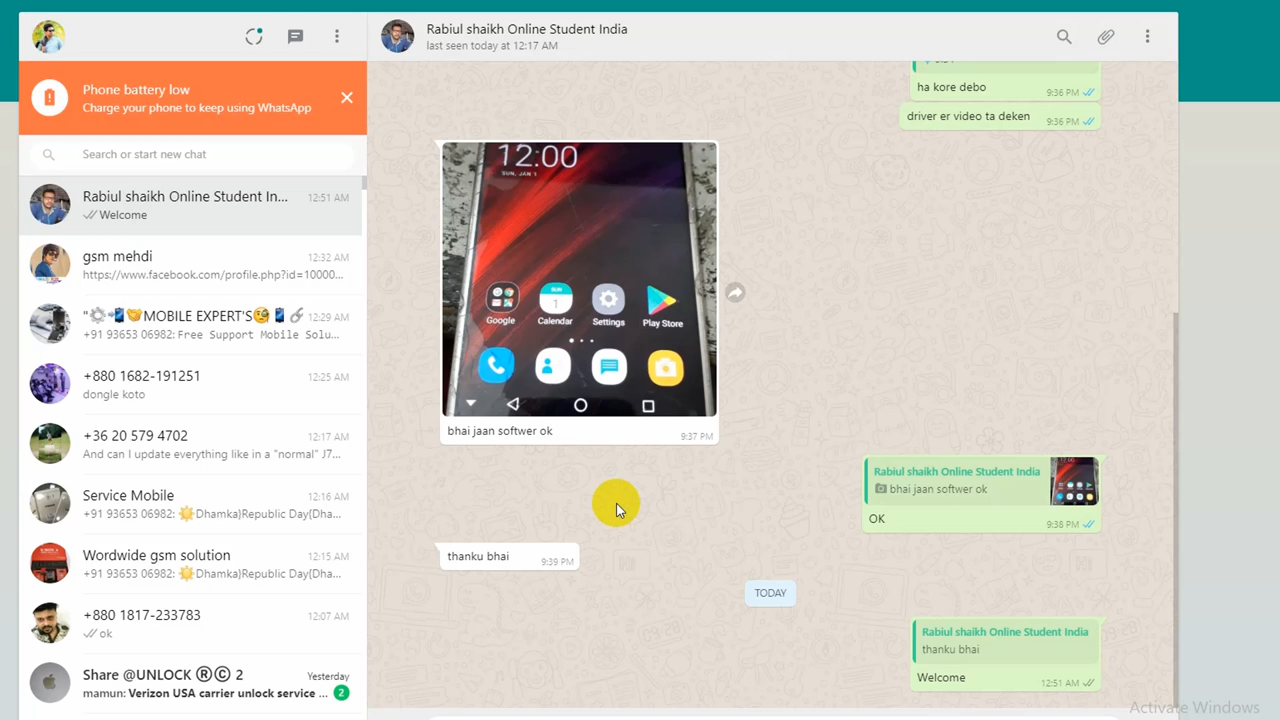 Phone battery low
Charge your phone to keep using WhatsApp
Search or start new chat
Rabiul shaikh Online Student In... 12:51 AM
Welcome
gsm mehdi 12:32 AM
https://www.facebook.com/profile.php?id=10000...
"⚙️📲🤝MOBILE EXPERT'S🧐📱🔗 12:29 AM
+91 93653 06982: Free Support Mobile Solu...
+880 1682-191251 12:25 AM
dongle koto
+36 20 579 4702 12:17 AM
And can I update everything like in a "normal" J7...
Service Mobile 12:16 AM
+91 93653 06982: 🌟Dhamka}Republic Day{Dha...
Wordwide gsm solution 12:15 AM
+91 93653 06982: 🌟Dhamka}Republic Day{Dha...
+880 1817-233783 12:07 AM
ok
Share @UNLOCK ®© 2 Yesterday
mamun: Verizon USA carrier unlock service ... 2
Rabiul shaikh Online Student India
last seen today at 12:17 AM
ha kore debo 9:36 PM
driver er video ta deken 9:36 PM
12:00
SUN, JAN 1
Google Calendar Settings Play Store
bhai jaan softwer ok 9:37 PM
Rabiul shaikh Online Student India
bhai jaan softwer ok
OK 9:38 PM
thanku bhai 9:39 PM
TODAY
Rabiul shaikh Online Student India
thanku bhai
Welcome 12:51 AM
Activate Windows